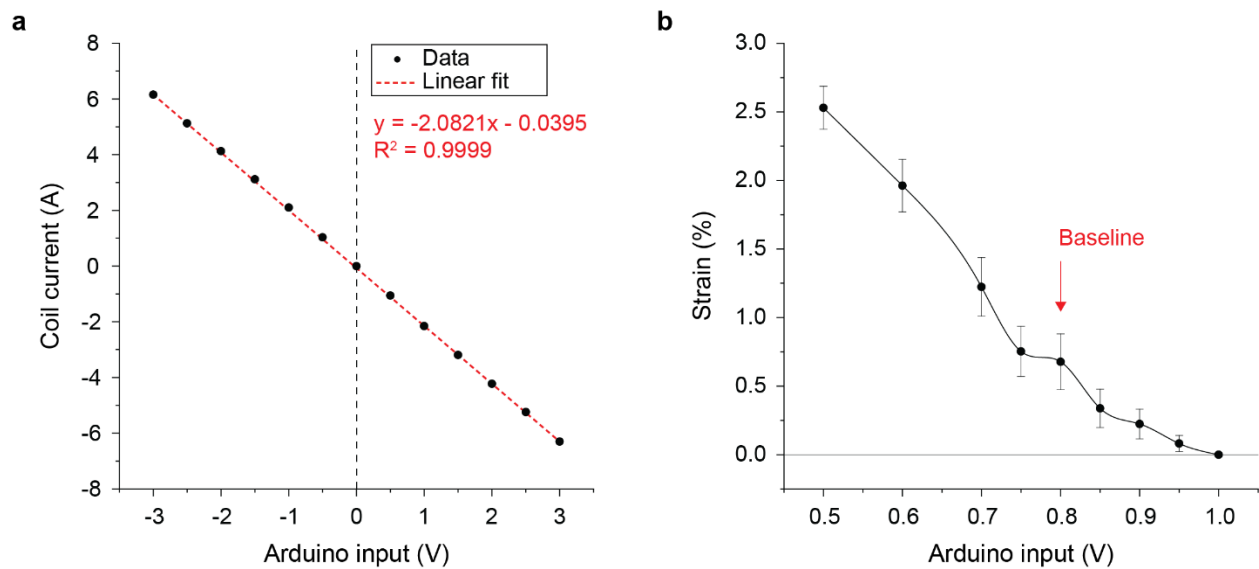 a
8
6
4
2
0
-2
-4
-6
-8
Coil current (A)
Data
Linear fit
y = -2.0821x - 0.0395
R² = 0.9999
-3 -2 -1 0 1 2 3
Arduino input (V)
b
3.0
2.5
2.0
1.5
1.0
0.5
0.0
Strain (%)
Baseline
0.5 0.6 0.7 0.8 0.9 1.0
Arduino input (V)